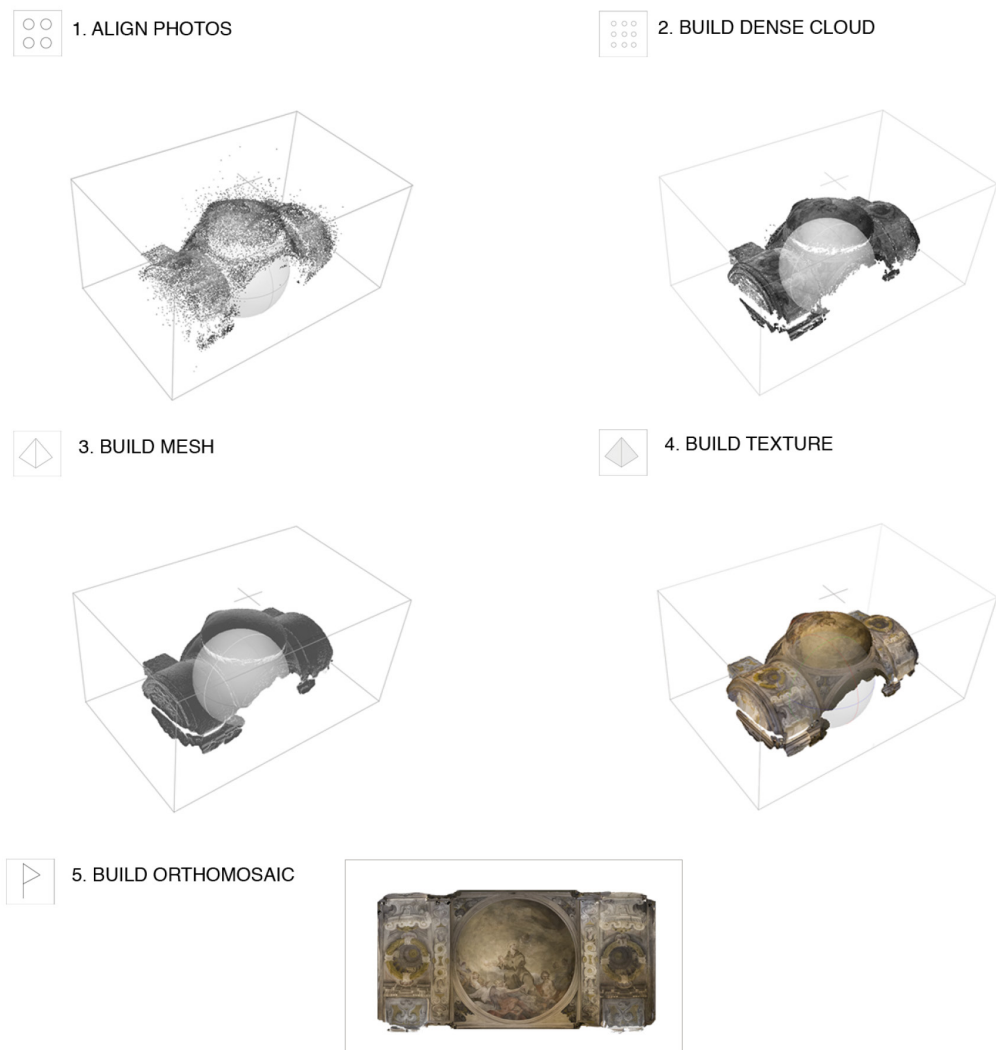 1. ALIGN PHOTOS
2. BUILD DENSE CLOUD
3. BUILD MESH
4. BUILD TEXTURE
5. BUILD ORTHOMOSAIC